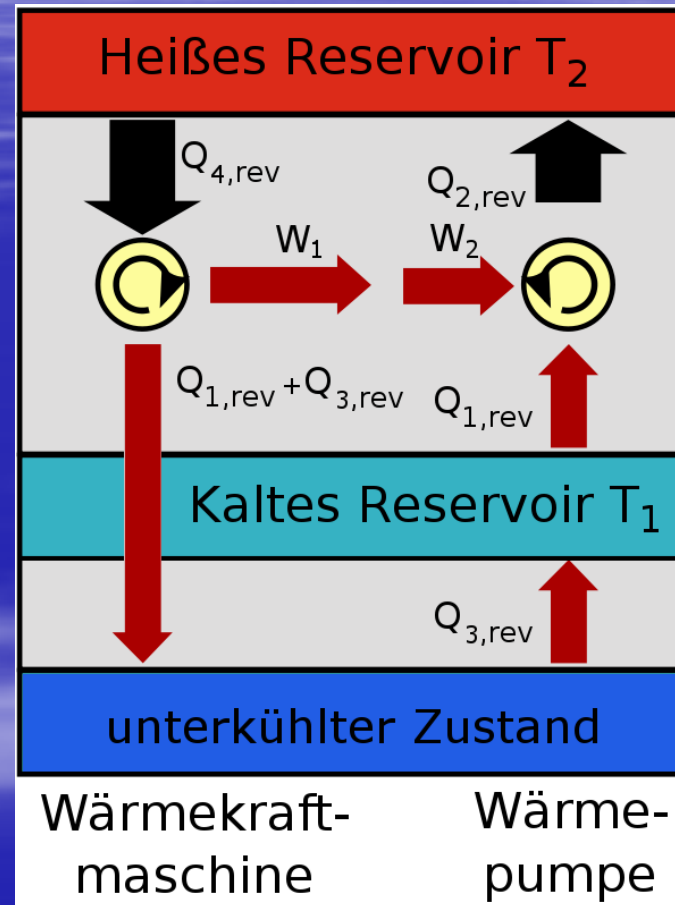 Heißes Reservoir T₂
Q₄,rev
Q₂,rev
W₁
W₂
Q₁,rev +Q₃,rev
Q₁,rev
Kaltes Reservoir T₁
Q₃,rev
unterkühlter Zustand
Wärmekraft-
maschine
Wärme-
pumpe